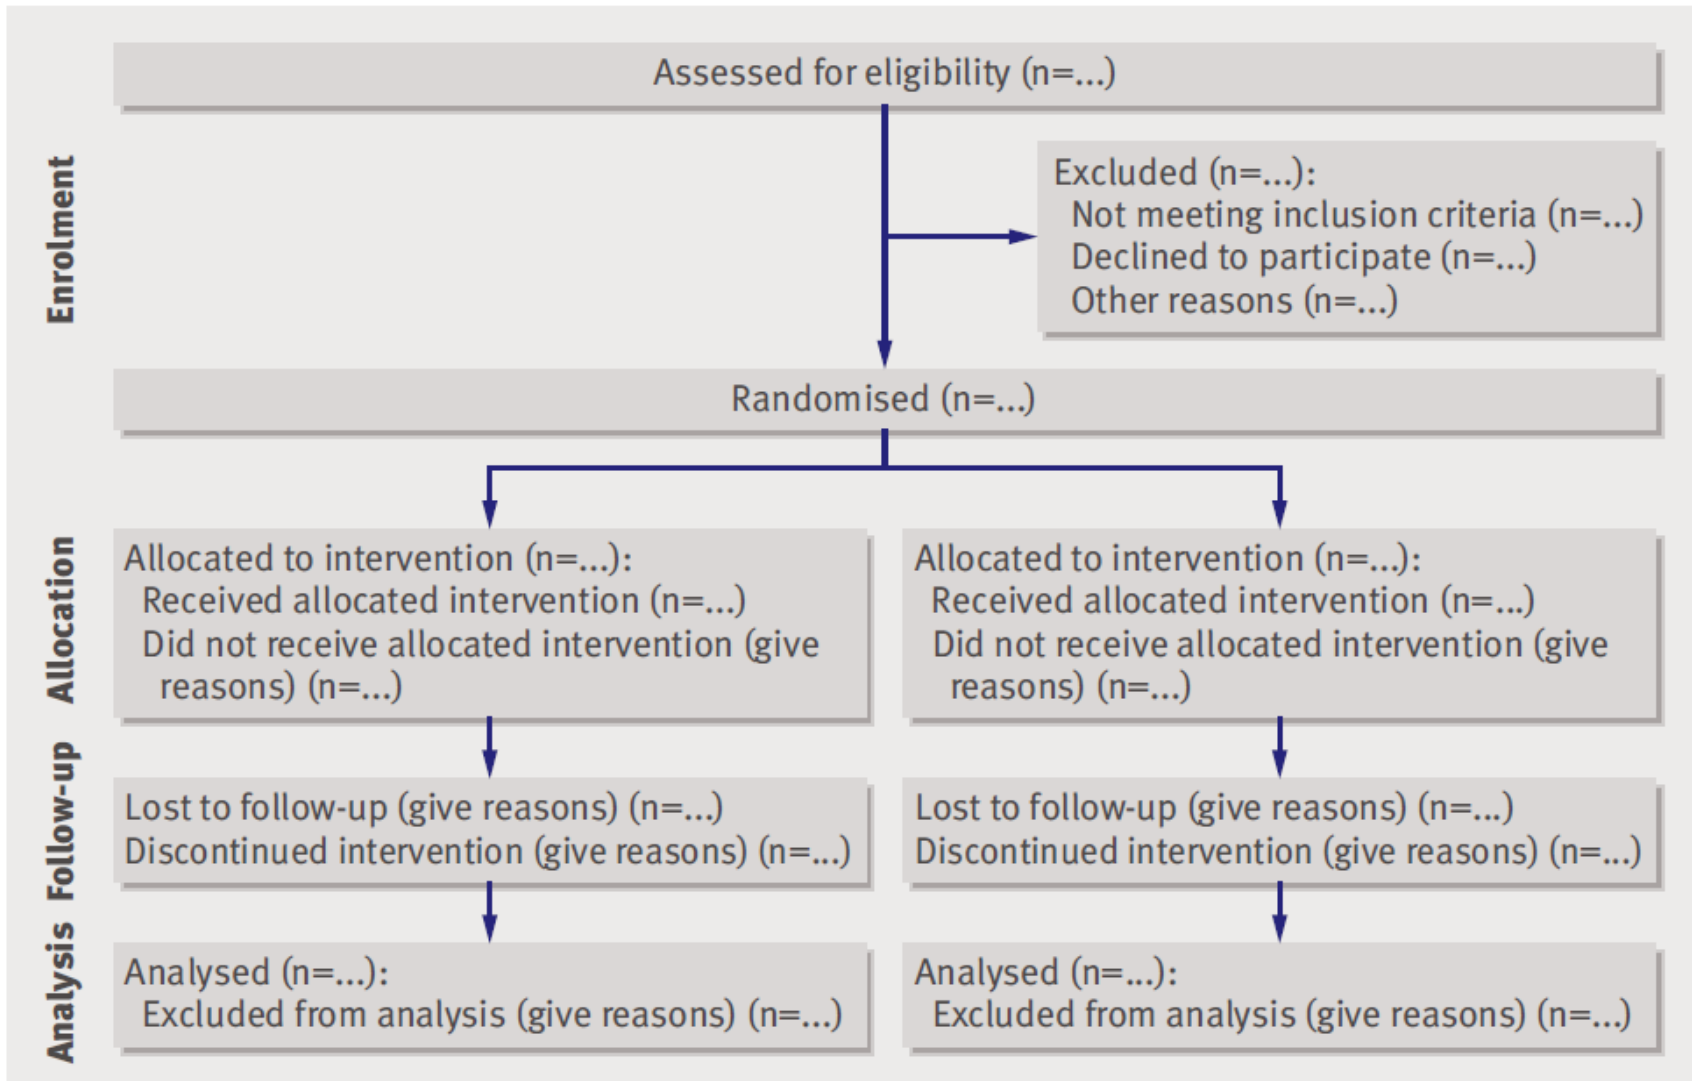 Assessed for eligibility (n=...)
Enrolment
Excluded (n=...):
Not meeting inclusion criteria (n=...)
Declined to participate (n=...)
Other reasons (n=...)
Randomised (n=...)
Allocation
Allocated to intervention (n=...):
Received allocated intervention (n=...)
Did not receive allocated intervention (give
reasons) (n=...)
Allocated to intervention (n=...):
Received allocated intervention (n=...)
Did not receive allocated intervention (give
reasons) (n=...)
Follow-up
Lost to follow-up (give reasons) (n=...)
Discontinued intervention (give reasons) (n=...)
Lost to follow-up (give reasons) (n=...)
Discontinued intervention (give reasons) (n=...)
Analysis
Analysed (n=...):
Excluded from analysis (give reasons) (n=...)
Analysed (n=...):
Excluded from analysis (give reasons) (n=...)